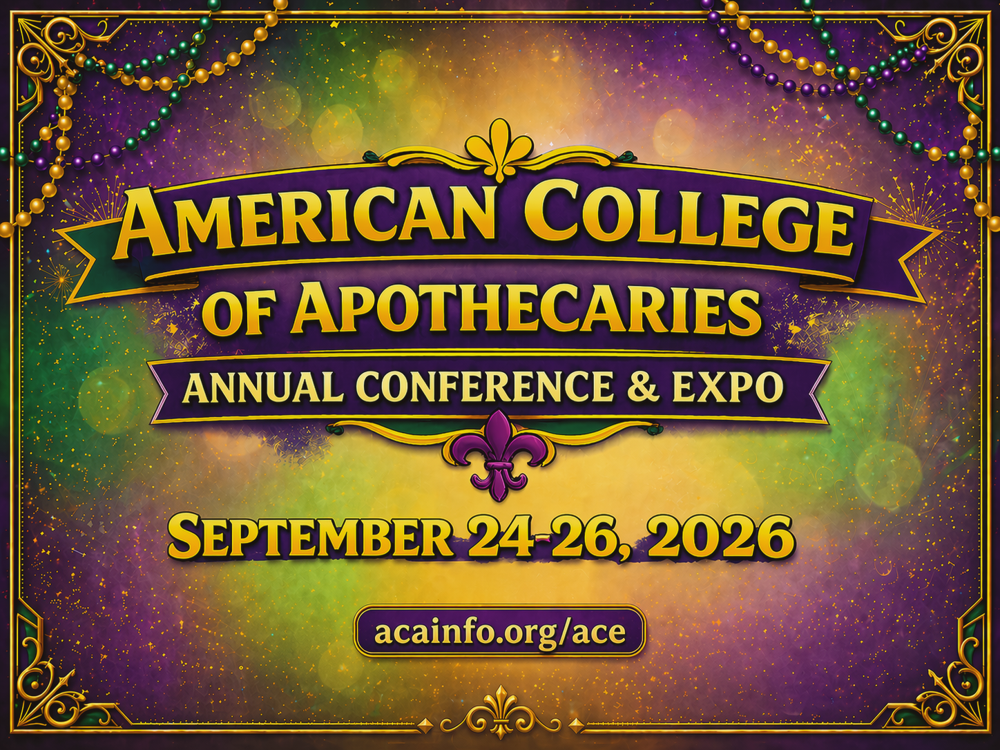 AMERICAN COLLEGE
OF APOTHECARIES
ANNUAL CONFERENCE & EXPO
SEPTEMBER 24-26, 2026
acainfo.org/ace